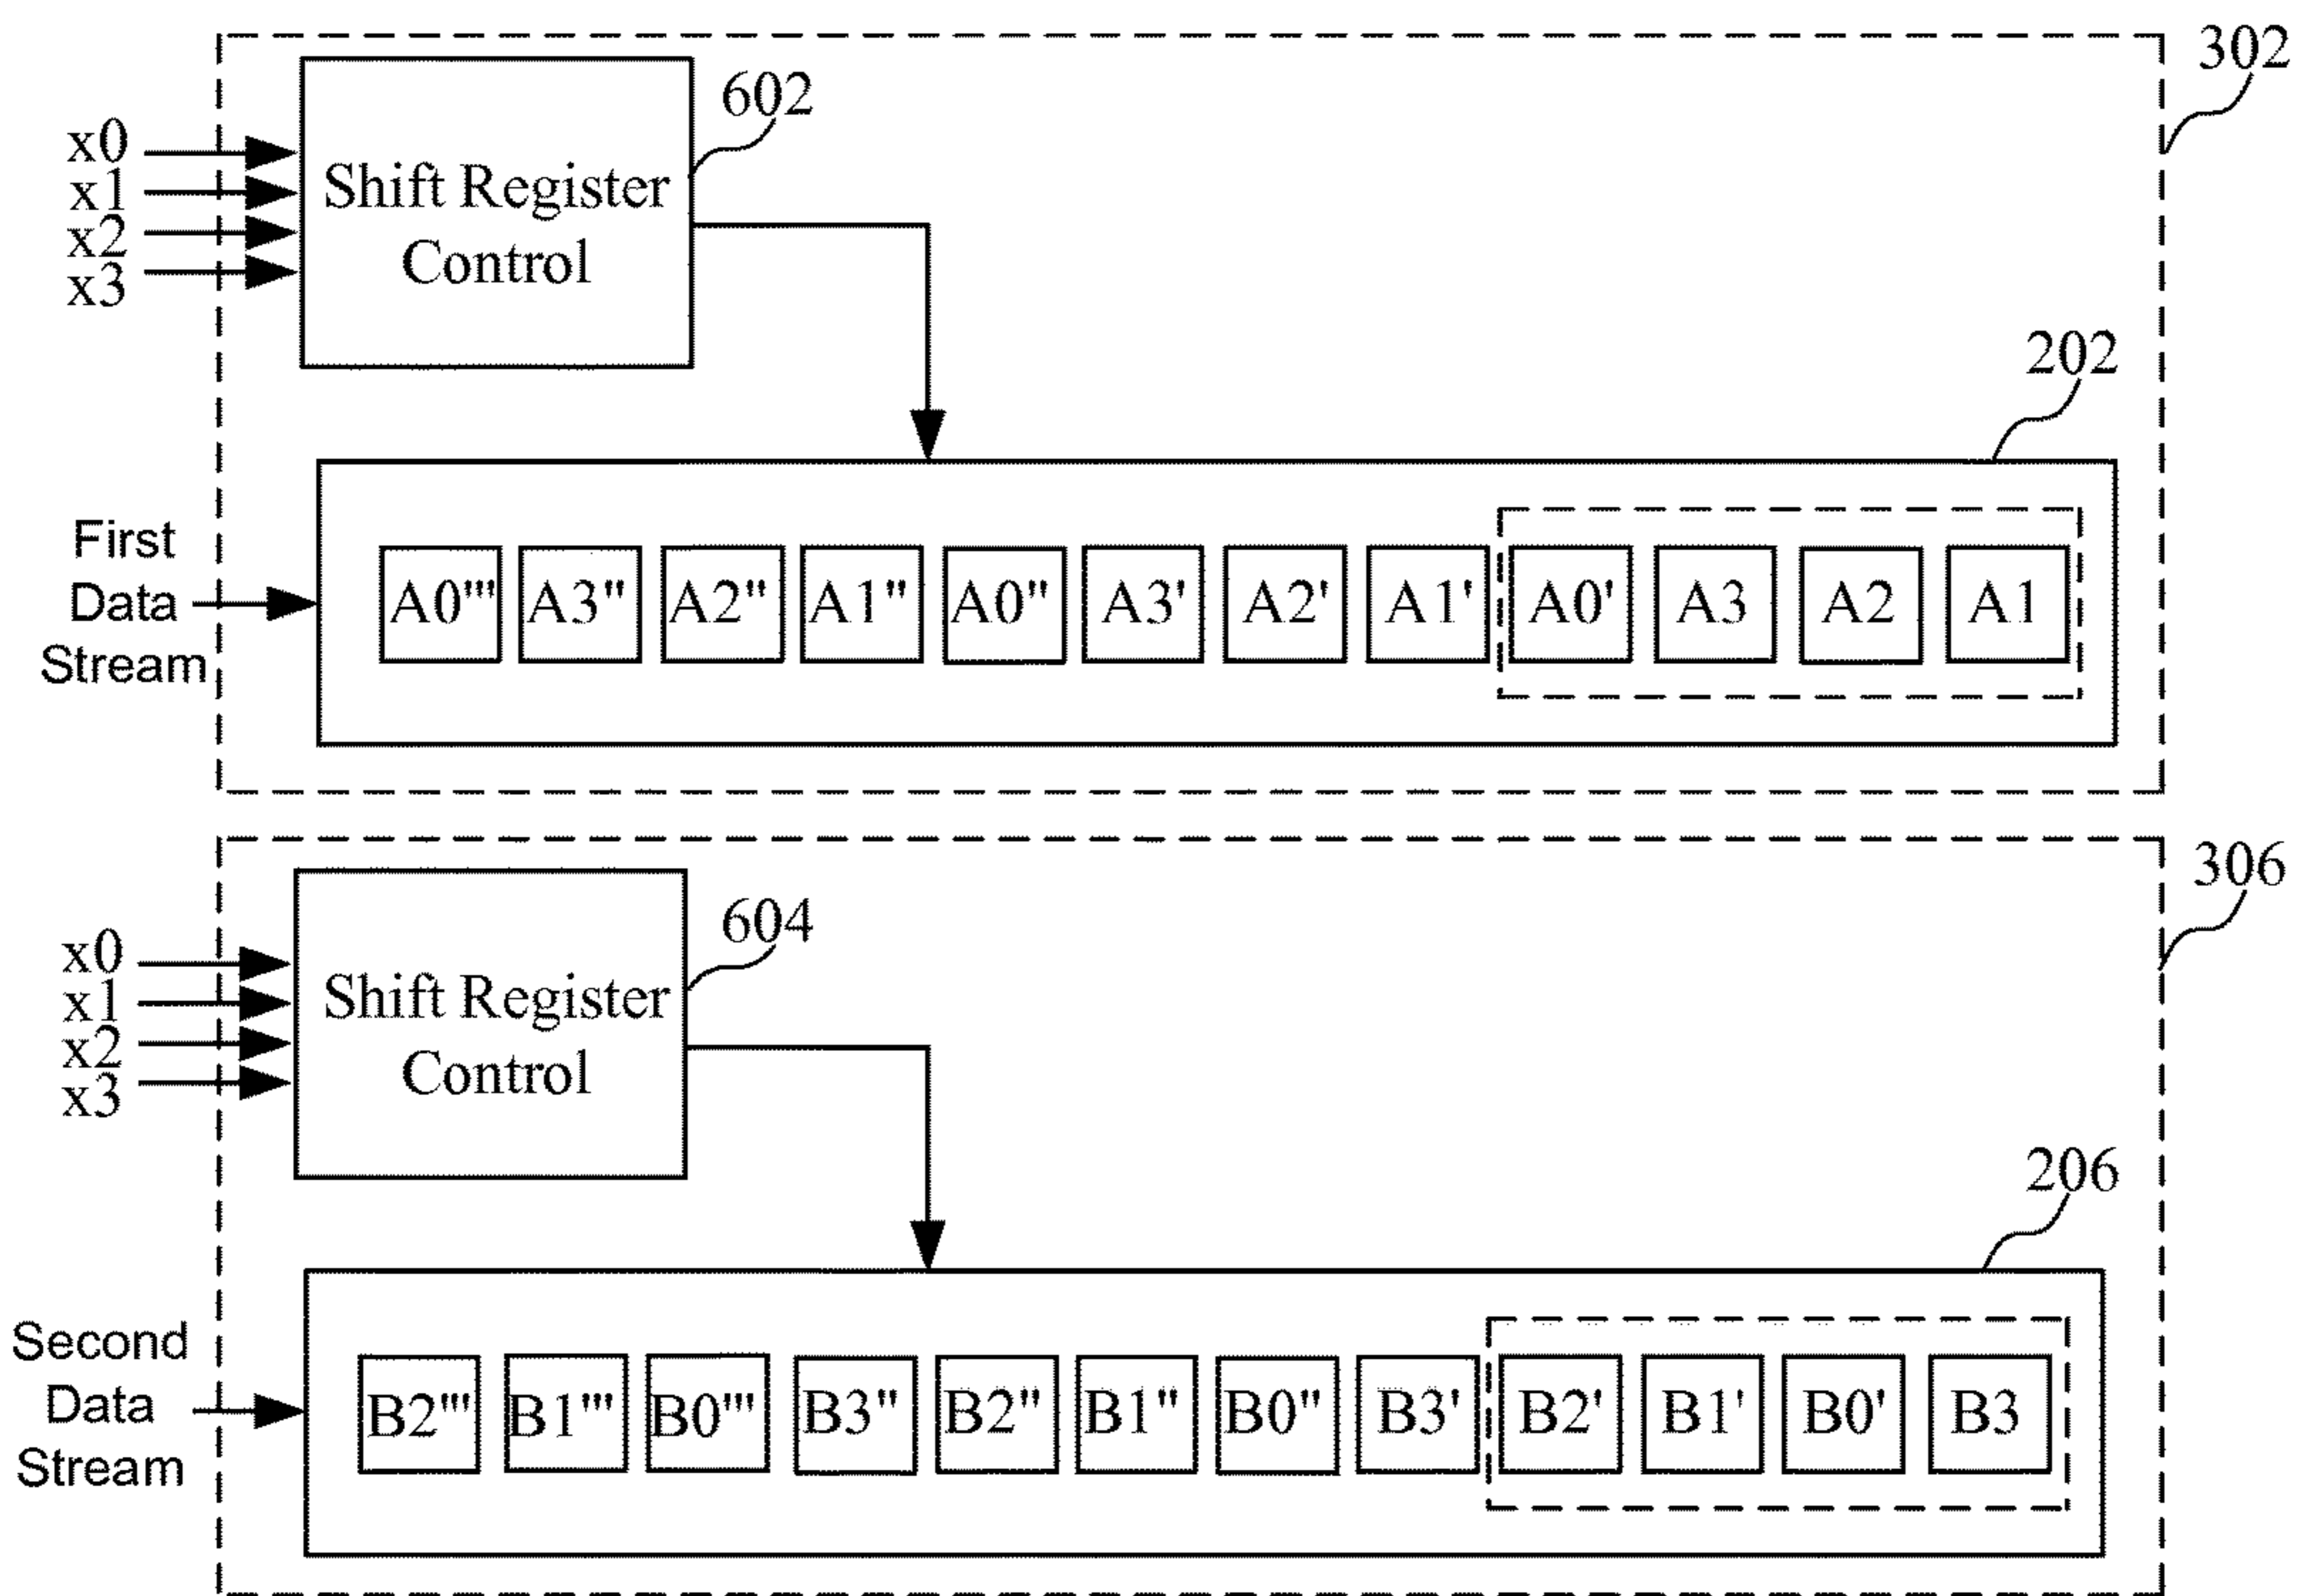 302
602
x0
x1
x2
x3
Shift Register
Control
202
First
Data
Stream
A0''' A3'' A2'' A1'' A0'' A3' A2' A1' A0' A3 A2 A1
306
604
x0
x1
x2
x3
Shift Register
Control
206
Second
Data
Stream
B2''' B1''' B0''' B3'' B2'' B1'' B0'' B3' B2' B1' B0' B3